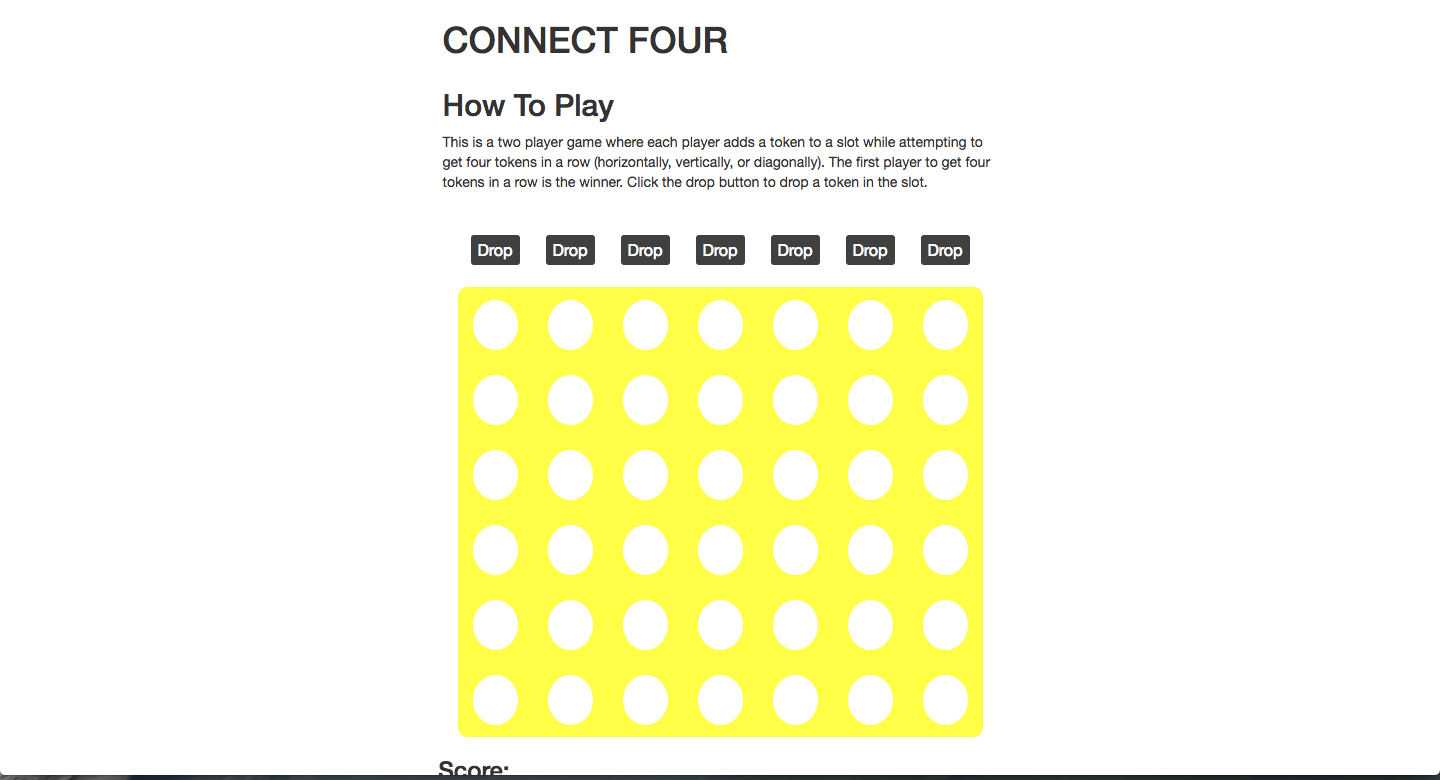 CONNECT FOUR
How To Play
This is a two player game where each player adds a token to a slot while attempting to
get four tokens in a row (horizontally, vertically, or diagonally). The first player to get four
tokens in a row is the winner. Click the drop button to drop a token in the slot.
Drop Drop Drop Drop Drop Drop Drop
Score: